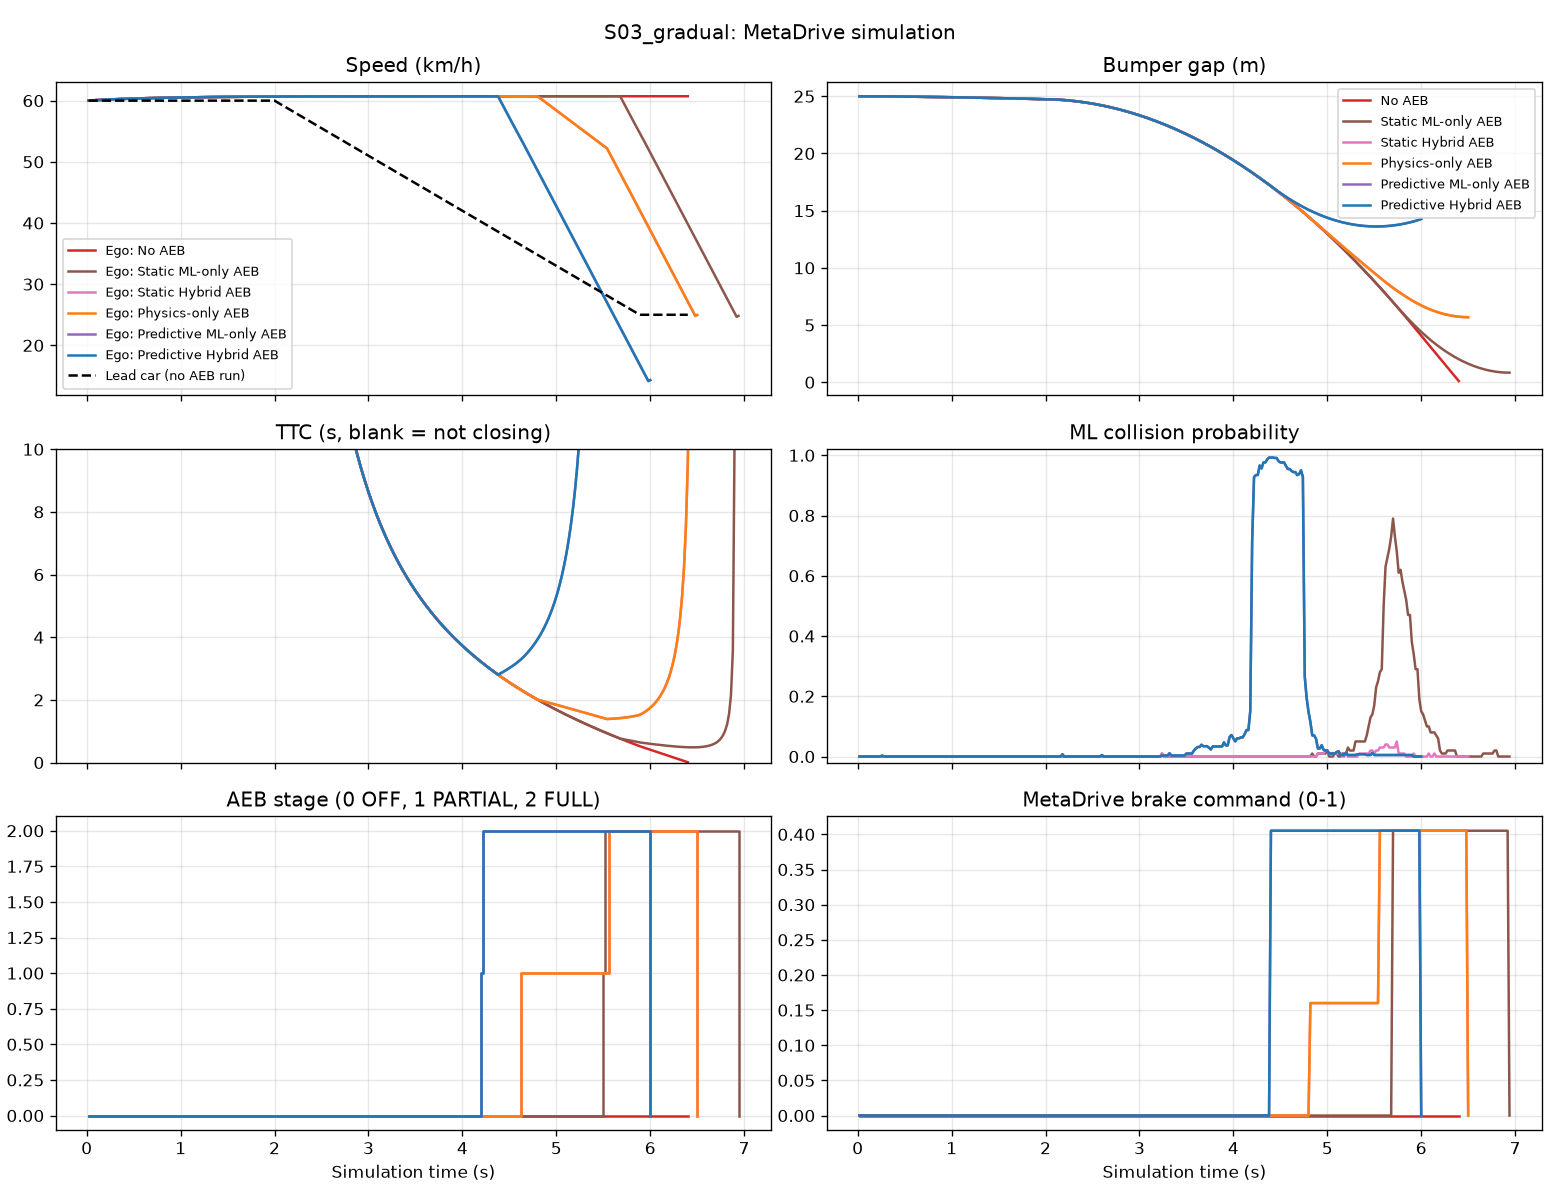 S03_gradual: MetaDrive simulation
Speed (km/h)
60
50
40
30
20
Ego: No AEB
Ego: Static ML-only AEB
Ego: Static Hybrid AEB
Ego: Physics-only AEB
Ego: Predictive ML-only AEB
Ego: Predictive Hybrid AEB
Lead car (no AEB run)
Bumper gap (m)
25
20
15
10
5
0
No AEB
Static ML-only AEB
Static Hybrid AEB
Physics-only AEB
Predictive ML-only AEB
Predictive Hybrid AEB
TTC (s, blank = not closing)
10
8
6
4
2
0
ML collision probability
1.0
0.8
0.6
0.4
0.2
0.0
AEB stage (0 OFF, 1 PARTIAL, 2 FULL)
2.00
1.75
1.50
1.25
1.00
0.75
0.50
0.25
0.00
0 1 2 3 4 5 6 7
Simulation time (s)
MetaDrive brake command (0-1)
0.40
0.35
0.30
0.25
0.20
0.15
0.10
0.05
0.00
0 1 2 3 4 5 6 7
Simulation time (s)